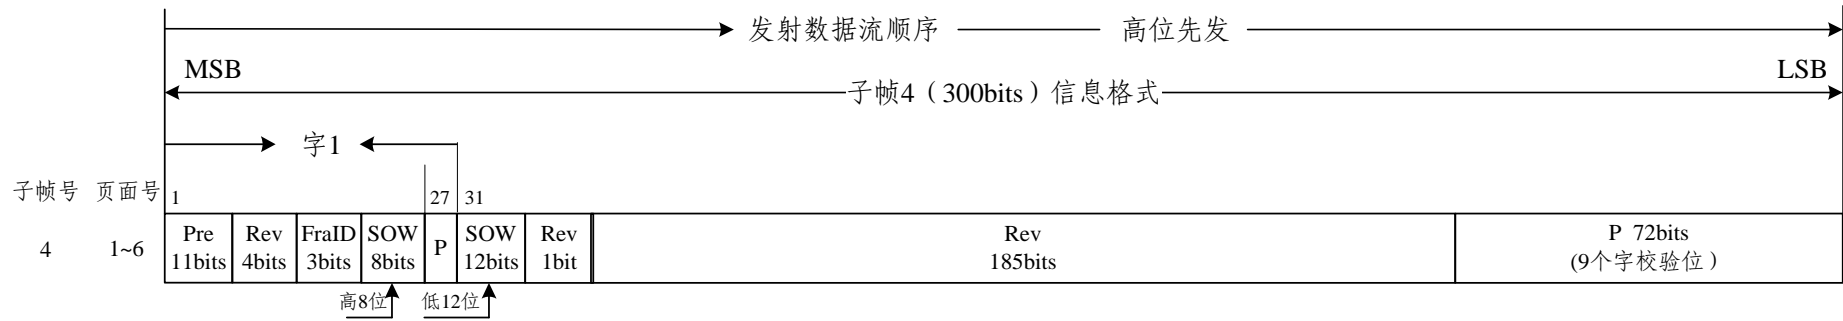 发射数据流顺序 高位先发
MSB LSB
子帧4（300bits）信息格式
字1
子帧号 页面号 1 27 31
4 1~6 Pre 11bits Rev 4bits FraID 3bits SOW 8bits P SOW 12bits Rev 1bit Rev 185bits P 72bits (9个字校验位）
高8位 低12位